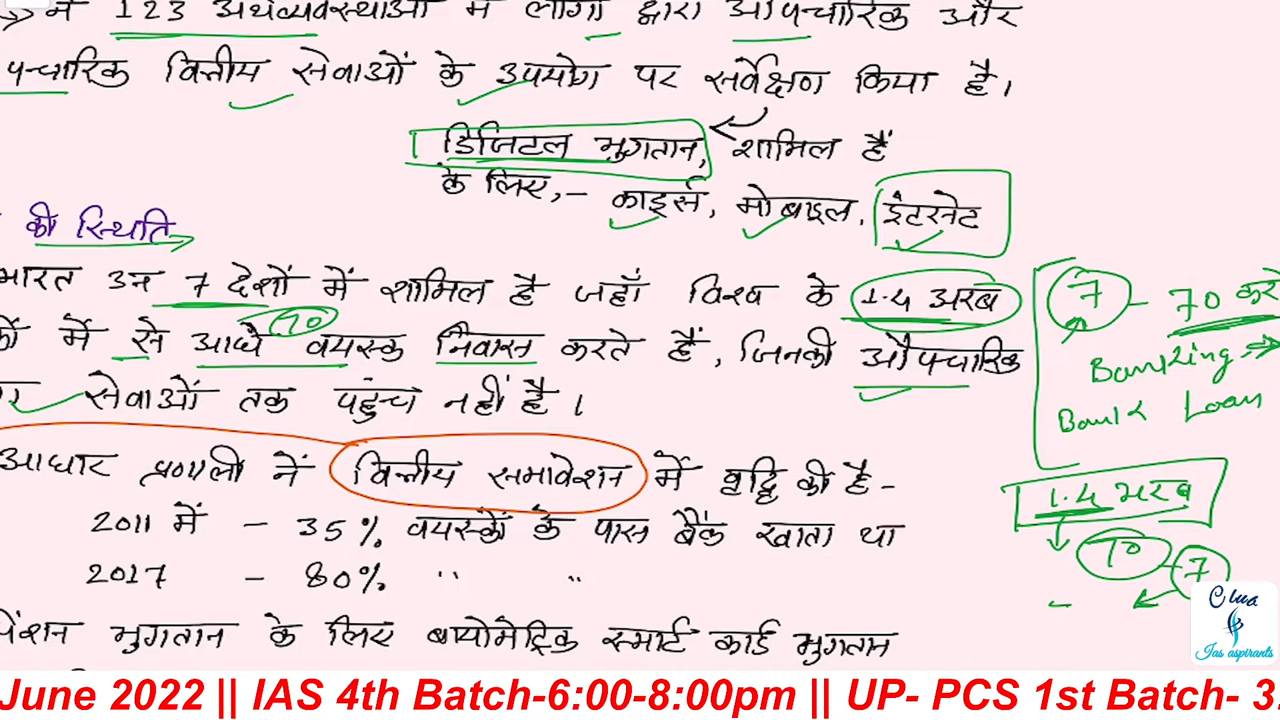 ने 123 अर्थव्यवस्थाओं में लोगों द्वारा औपचारिक और
पचारिक वित्तीय सेवाओं के उपयोग पर सर्वेक्षण किया है।
डिजिटल भुगतान, शामिल हैं
के लिए,- कार्ड्स, मोबाइल, इंटरनेट
की स्थिति
भारत उन 7 देशों में शामिल है जहाँ विश्व के 1.4 अरब
70
में से आधे वयस्क निवास करते हैं, जिनकी औपचारिक
सेवाओं तक पहुंच नहीं है।
आधार प्रणाली ने वित्तीय समावेशन में वृद्धि की है-
2011 में - 35% वयस्कों के पास बैंक खाता था
2017 - 80% " "
पेंशन भुगतान के लिए बायोमेट्रिक स्मार्ट कार्ड भुगतान
7 - 70 करो
Banking →
Bank Loan
1.4 अरब
70 - 7
Clue
Ias aspirants
June 2022 || IAS 4th Batch-6:00-8:00pm || UP- PCS 1st Batch- 3: